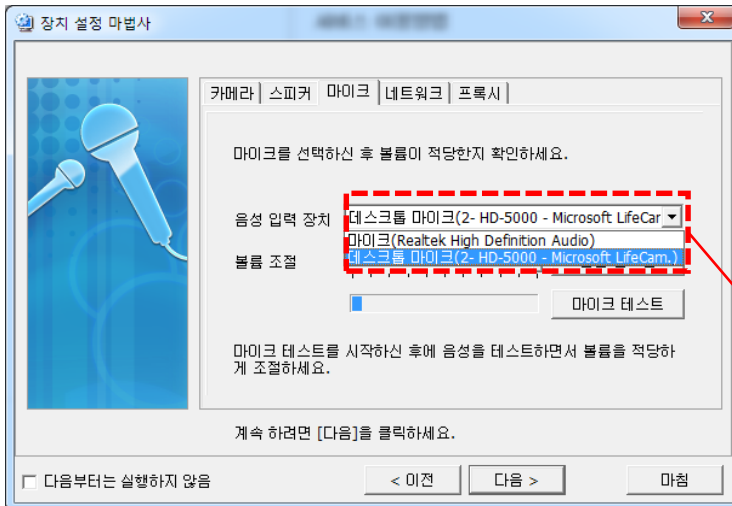 장치 설정 마법사
카메라 스피커 마이크 네트워크 프록시
마이크를 선택하신 후 볼륨이 적당한지 확인하세요.
음성 입력 장치 데스크톱 마이크(2- HD-5000 - Microsoft LifeCar
마이크(Realtek High Definition Audio)
데스크톱 마이크(2- HD-5000 - Microsoft LifeCam.)
볼륨 조절
마이크 테스트
마이크 테스트를 시작하신 후에 음성을 테스트하면서 볼륨을 적당하
게 조절하세요.
계속 하려면 [다음]을 클릭하세요.
다음부터는 실행하지 않음 < 이전 다음 > 마침